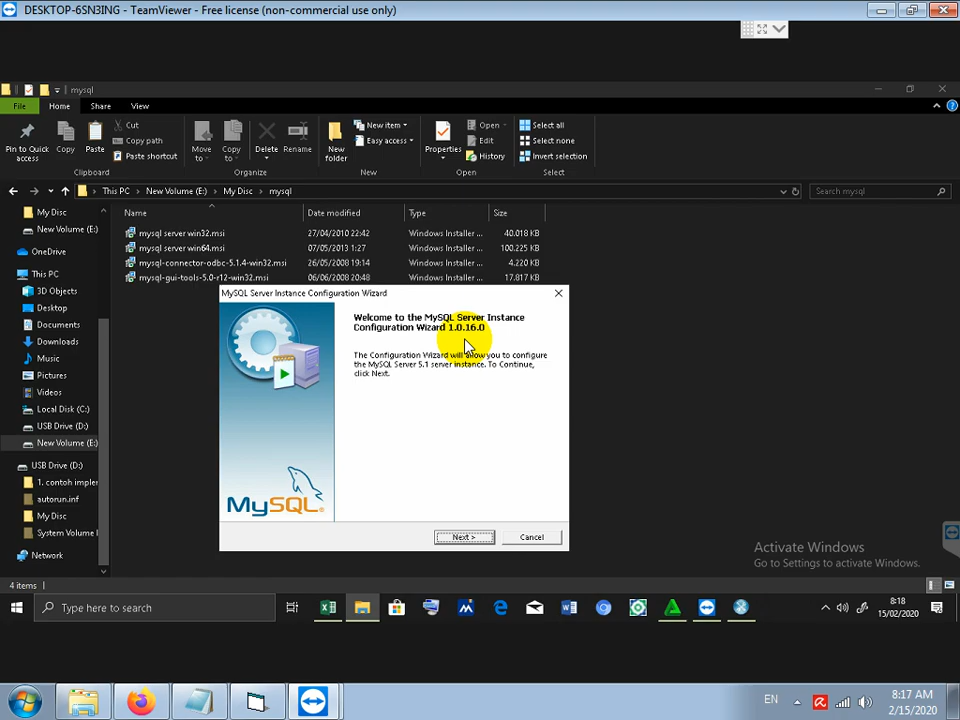 DESKTOP-6SN3ING - TeamViewer - Free license (non-commercial use only)
mysql
File Home Share View
Pin to Quick access
Copy
Paste
Cut
Copy path
Paste shortcut
Clipboard
Move to
Copy to
Delete
Rename
Organize
New folder
New item
Easy access
New
Properties
Open
Edit
History
Open
Select all
Select none
Invert selection
Select
This PC > New Volume (E:) > My Disc > mysql
Search mysql
Name Date modified Type Size
mysql server win32.msi 27/04/2010 22:42 Windows Installer ... 40.018 KB
mysql server win64.msi 07/05/2013 1:27 Windows Installer ... 100.225 KB
mysql-connector-odbc-5.1.4-win32.msi 26/05/2008 19:14 Windows Installer ... 4.220 KB
mysql-gui-tools-5.0-r12-win32.msi 06/06/2008 20:48 Windows Installer ... 17.817 KB
My Disc
New Volume (E:)
OneDrive
This PC
3D Objects
Desktop
Documents
Downloads
Music
Pictures
Videos
Local Disk (C:)
USB Drive (D:)
New Volume (E:)
USB Drive (D:)
1. contoh impler
autorun.inf
My Disc
System Volume I
Network
MySQL Server Instance Configuration Wizard
Welcome to the MySQL Server Instance
Configuration Wizard 1.0.16.0
The Configuration Wizard will allow you to configure
the MySQL Server 5.1 server instance. To Continue,
click Next.
MySQL
Next >
Cancel
Activate Windows
Go to Settings to activate Windows.
4 items
Type here to search
8:18
15/02/2020
EN
8:17 AM
2/15/2020